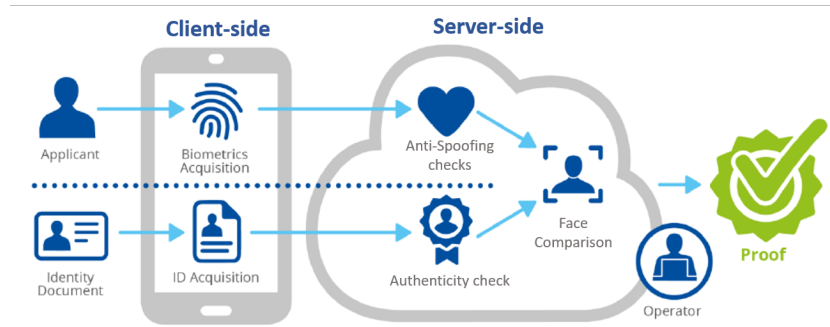 Client-side
Server-side
Applicant
Biometrics
Acquisition
Anti-Spoofing
checks
Face
Comparison
Identity
Document
ID Acquisition
Authenticity check
Operator
Proof